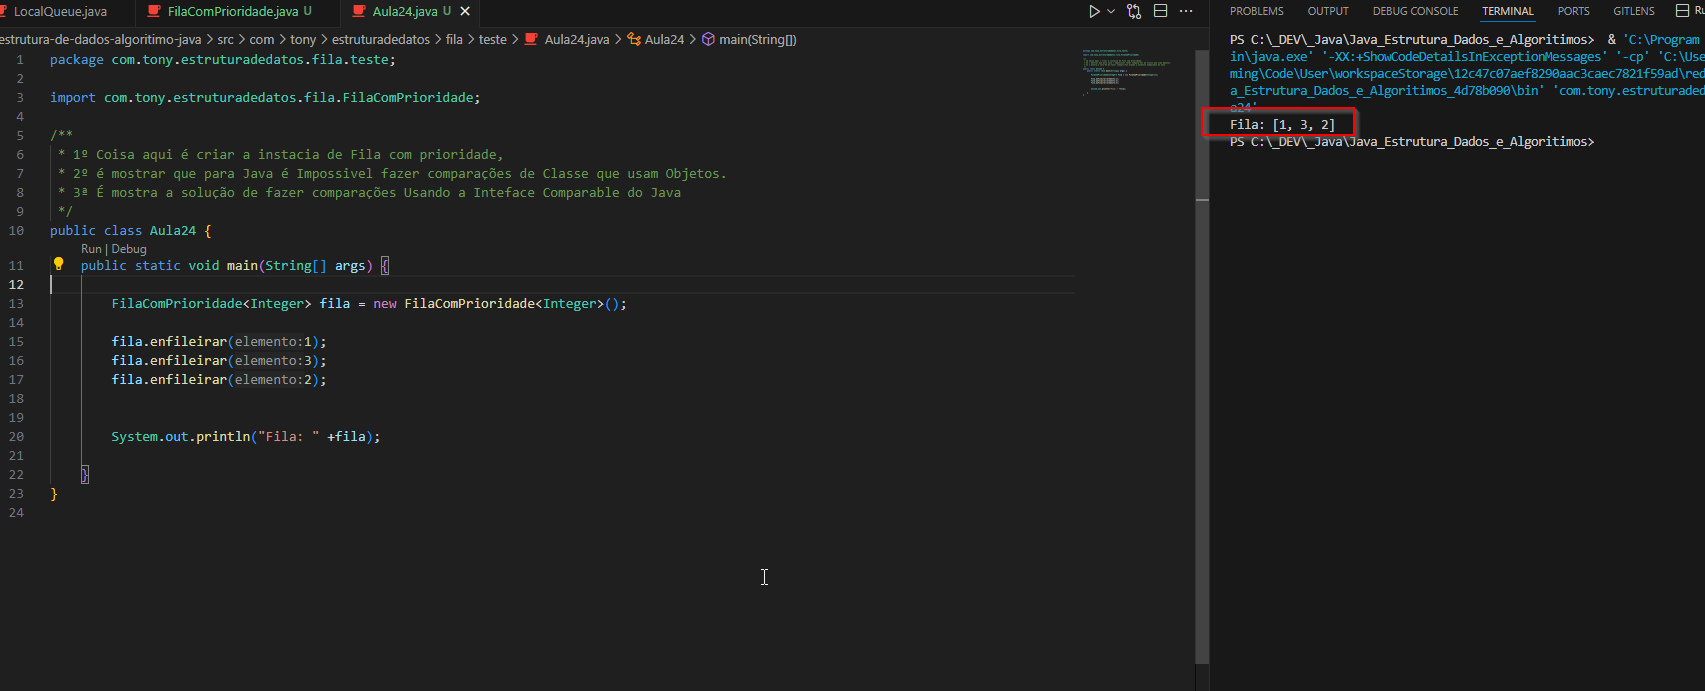 LocalQueue.java FilaComPrioridade.java U Aula24.java U
estrutura-de-dados-algoritimo-java > src > com > tony > estruturadedatos > fila > teste > Aula24.java > Aula24 > main(String[])
1 package com.tony.estruturadedatos.fila.teste;
2
3 import com.tony.estruturadedatos.fila.FilaComPrioridade;
4
5 /**
6 * 1º Coisa aqui é criar a instacia de Fila com prioridade,
7 * 2º é mostrar que para Java é Impossivel fazer comparações de Classe que usam Objetos.
8 * 3ª É mostra a solução de fazer comparações Usando a Inteface Comparable do Java
9 */
10 public class Aula24 {
Run | Debug
11 public static void main(String[] args) {
12
13 FilaComPrioridade<Integer> fila = new FilaComPrioridade<Integer>();
14
15 fila.enfileirar(elemento:1);
16 fila.enfileirar(elemento:3);
17 fila.enfileirar(elemento:2);
18
19
20 System.out.println("Fila: " +fila);
21
22 }
23 }
24
PROBLEMS OUTPUT DEBUG CONSOLE TERMINAL PORTS GITLENS
PS C:\_DEV\_Java\Java_Estrutura_Dados_e_Algoritimos> & 'C:\Program
in\java.exe' '-XX:+ShowCodeDetailsInExceptionMessages' '-cp' 'C:\Use
ming\Code\User\workspaceStorage\12c47c07aef8290aac3caec7821f59ad\red
a_Estrutura_Dados_e_Algoritimos_4d78b090\bin' 'com.tony.estruturaded
a24'
Fila: [1, 3, 2]
PS C:\_DEV\_Java\Java_Estrutura_Dados_e_Algoritimos>